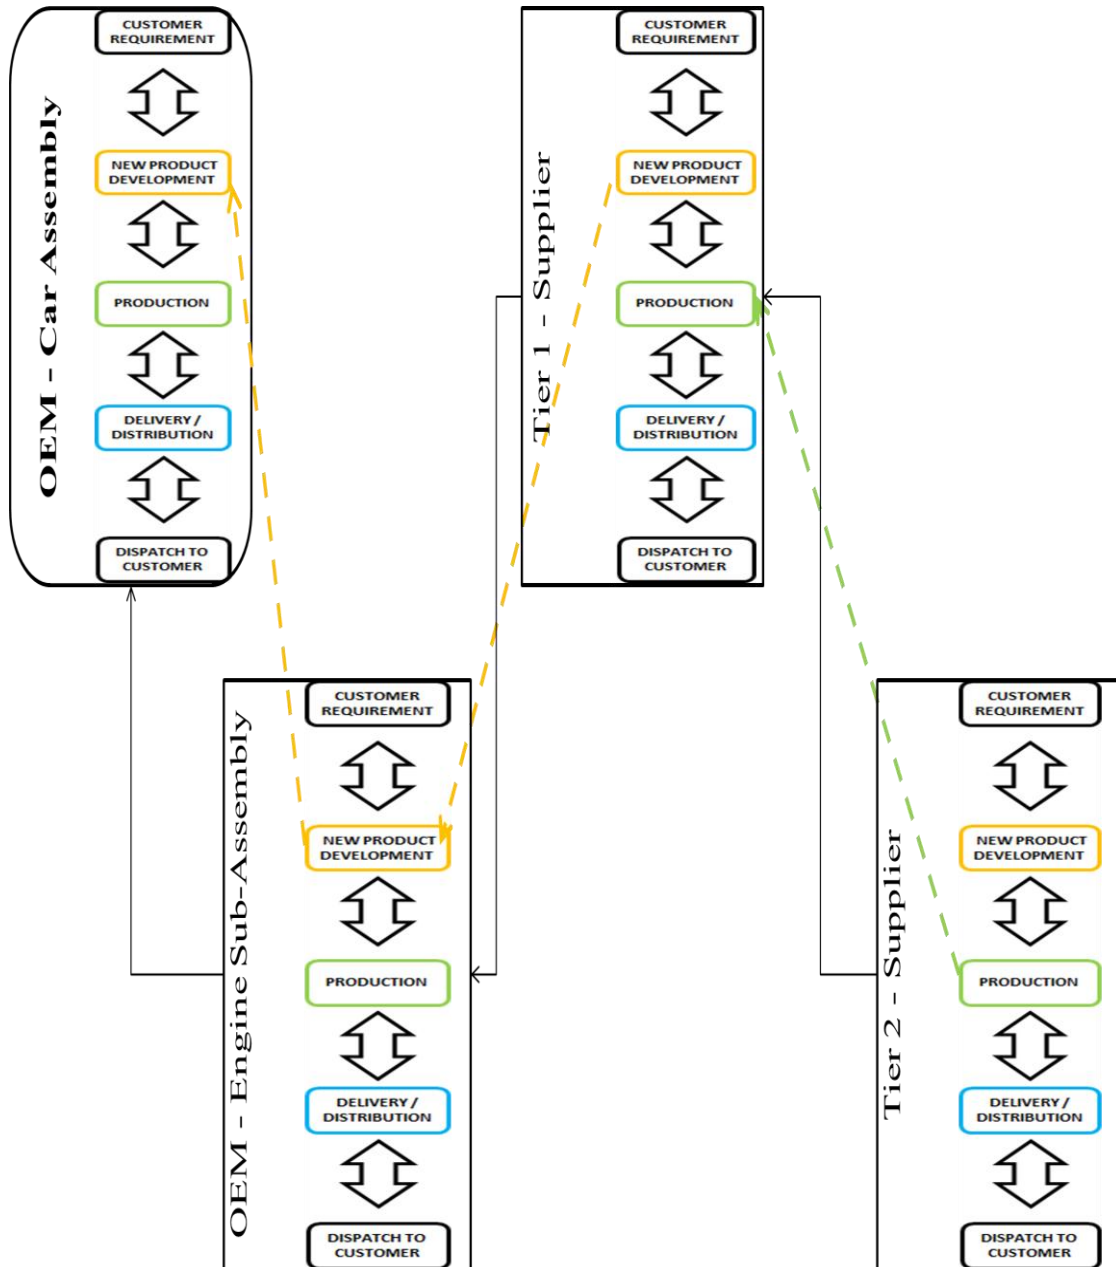 OEM - Car Assembly
CUSTOMER
REQUIREMENT
NEW PRODUCT
DEVELOPMENT
PRODUCTION
DELIVERY /
DISTRIBUTION
DISPATCH TO
CUSTOMER
Tier 1 - Supplier
CUSTOMER
REQUIREMENT
NEW PRODUCT
DEVELOPMENT
PRODUCTION
DELIVERY /
DISTRIBUTION
DISPATCH TO
CUSTOMER
OEM - Engine Sub-Assembly
CUSTOMER
REQUIREMENT
NEW PRODUCT
DEVELOPMENT
PRODUCTION
DELIVERY /
DISTRIBUTION
DISPATCH TO
CUSTOMER
Tier 2 - Supplier
CUSTOMER
REQUIREMENT
NEW PRODUCT
DEVELOPMENT
PRODUCTION
DELIVERY /
DISTRIBUTION
DISPATCH TO
CUSTOMER